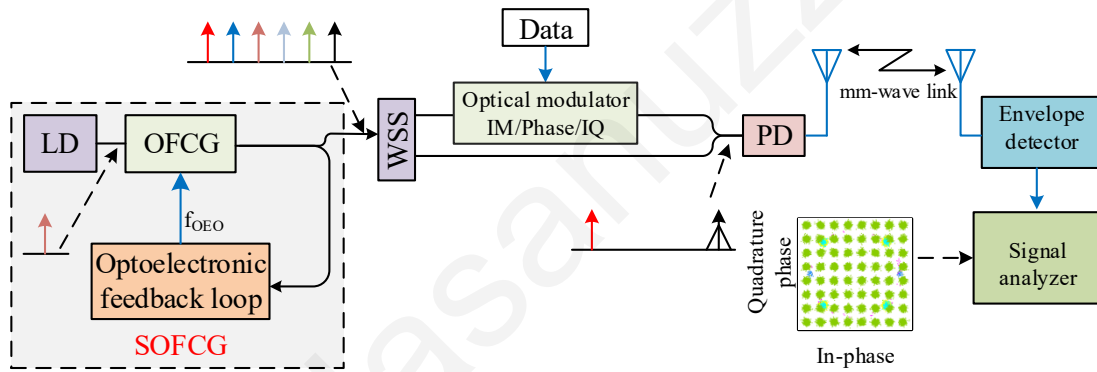 Data
Optical modulator
IM/Phase/IQ
mm-wave link
LD
OFCG
WSS
PD
Envelope
detector
f_OEO
Optoelectronic
feedback loop
SOFCG
Quadrature
phase
In-phase
Signal
analyzer